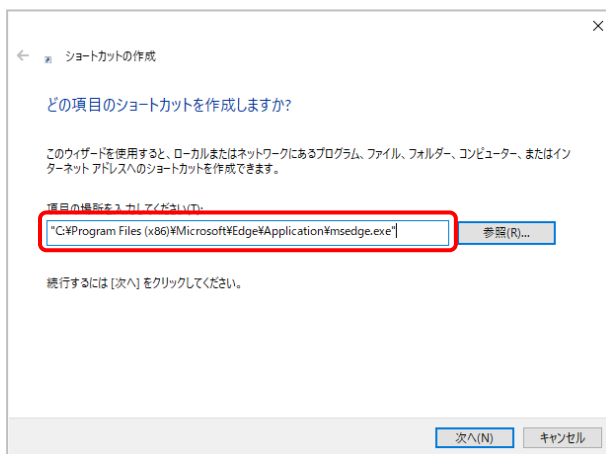 ショートカットの作成
どの項目のショートカットを作成しますか?
このウィザードを使用すると、ローカルまたはネットワークにあるプログラム、ファイル、フォルダー、コンピューター、またはイン
ターネット アドレスへのショートカットを作成できます。
項目の場所を入力してください(T):
"C:¥Program Files (x86)¥Microsoft¥Edge¥Application¥msedge.exe"
参照(R)...
続行するには [次へ] をクリックしてください。
次へ(N)
キャンセル